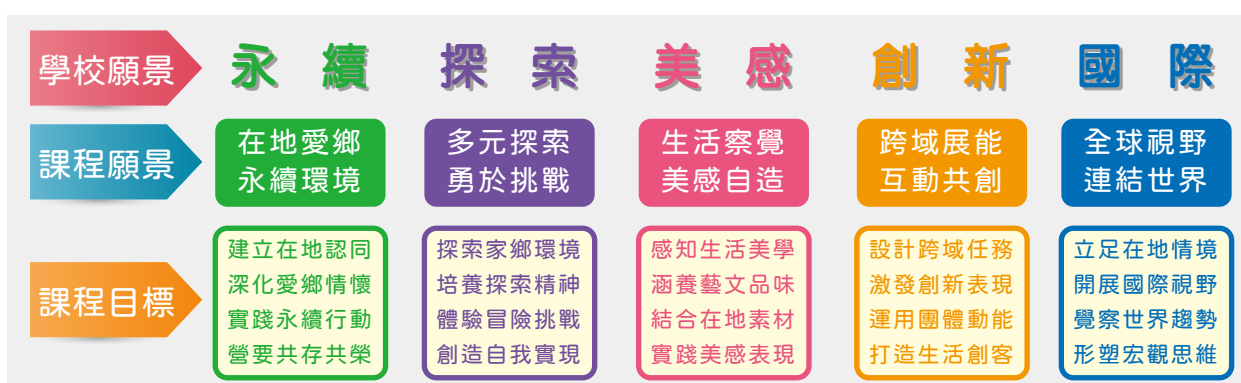 學校願景 永續 探索 美感 創新 國際
課程願景
在地愛鄉
永續環境
多元探索
勇於挑戰
生活察覺
美感自造
跨域展能
互動共創
全球視野
連結世界
課程目標
建立在地認同
深化愛鄉情懷
實踐永續行動
營要共存共榮
探索家鄉環境
培養探索精神
體驗冒險挑戰
創造自我實現
感知生活美學
涵養藝文品味
結合在地素材
實踐美感表現
設計跨域任務
激發創新表現
運用團體動能
打造生活創客
立足在地情境
開展國際視野
覺察世界趨勢
形塑宏觀思維